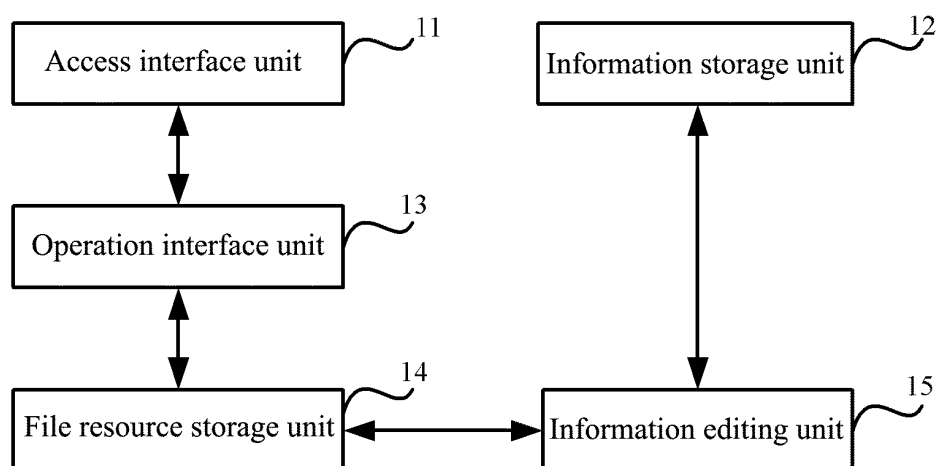 11
Access interface unit
12
Information storage unit
13
Operation interface unit
14
File resource storage unit
15
Information editing unit